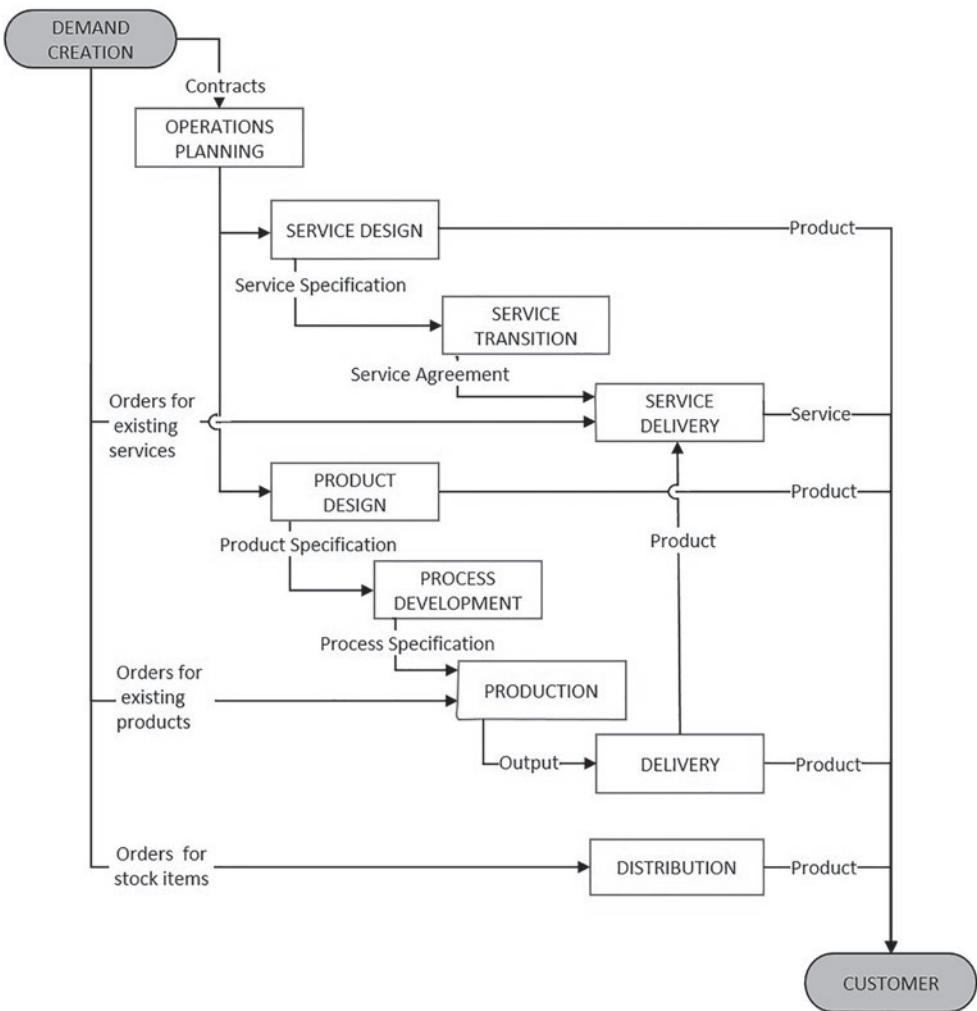 DEMAND
CREATION
Contracts
OPERATIONS
PLANNING
SERVICE DESIGN
Product
Service Specification
SERVICE
TRANSITION
Service Agreement
Orders for
existing
services
SERVICE
DELIVERY
Service
PRODUCT
DESIGN
Product
Product Specification
Product
PROCESS
DEVELOPMENT
Process Specification
Orders for
existing
products
PRODUCTION
Output
DELIVERY
Product
Orders for
stock items
DISTRIBUTION
Product
CUSTOMER